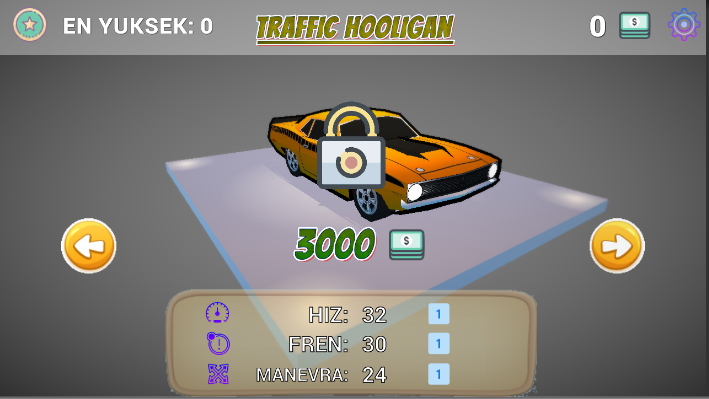 EN YUKSEK: 0
TRAFFIC HOOLIGAN
0 $
3000 $
HIZ: 32 1
FREN: 30 1
MANEVRA: 24 1